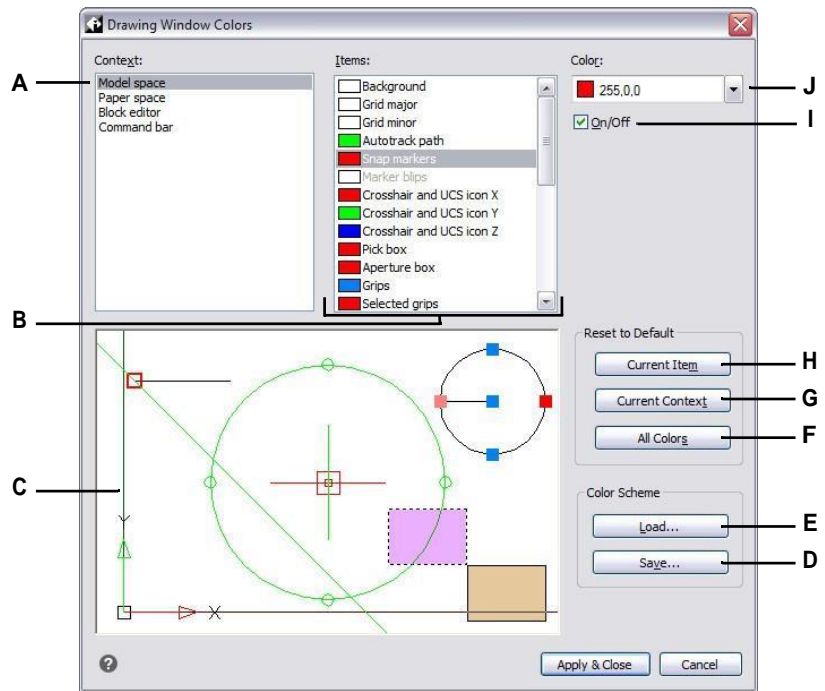 Drawing Window Colors
Context:
Items:
Color:
A
Model space
Paper space
Block editor
Command bar
Background
Grid major
Grid minor
Autotrack path
Snap markers
Marker blips
Crosshair and UCS icon X
Crosshair and UCS icon Y
Crosshair and UCS icon Z
Pick box
Aperture box
Grips
Selected grips
255,0,0
J
On/Off
I
B
Reset to Default
Current Item
H
Current Context
G
All Colors
F
C
Y
X
Color Scheme
Load...
E
Save...
D
?
Apply & Close
Cancel